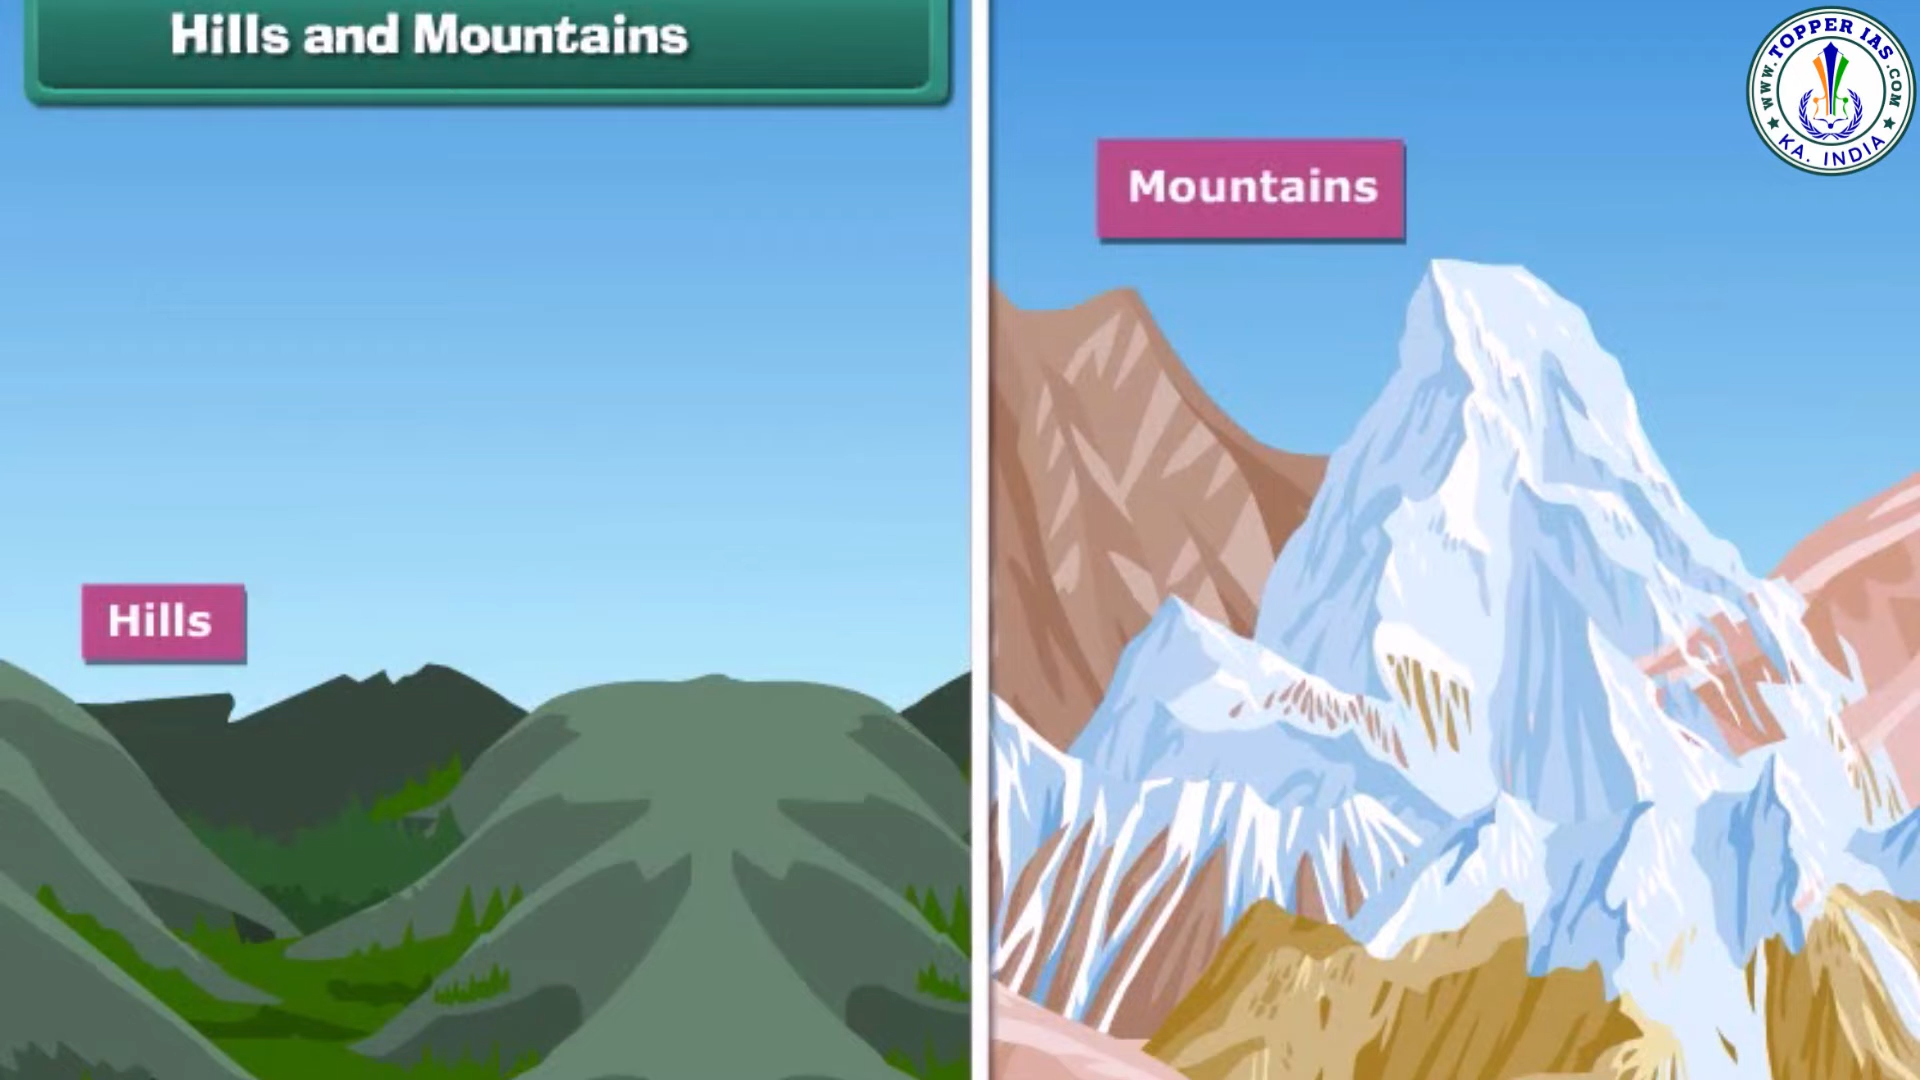 Hills and Mountains
Mountains
Hills
WWW.TOPPER IAS.COM
KA. INDIA